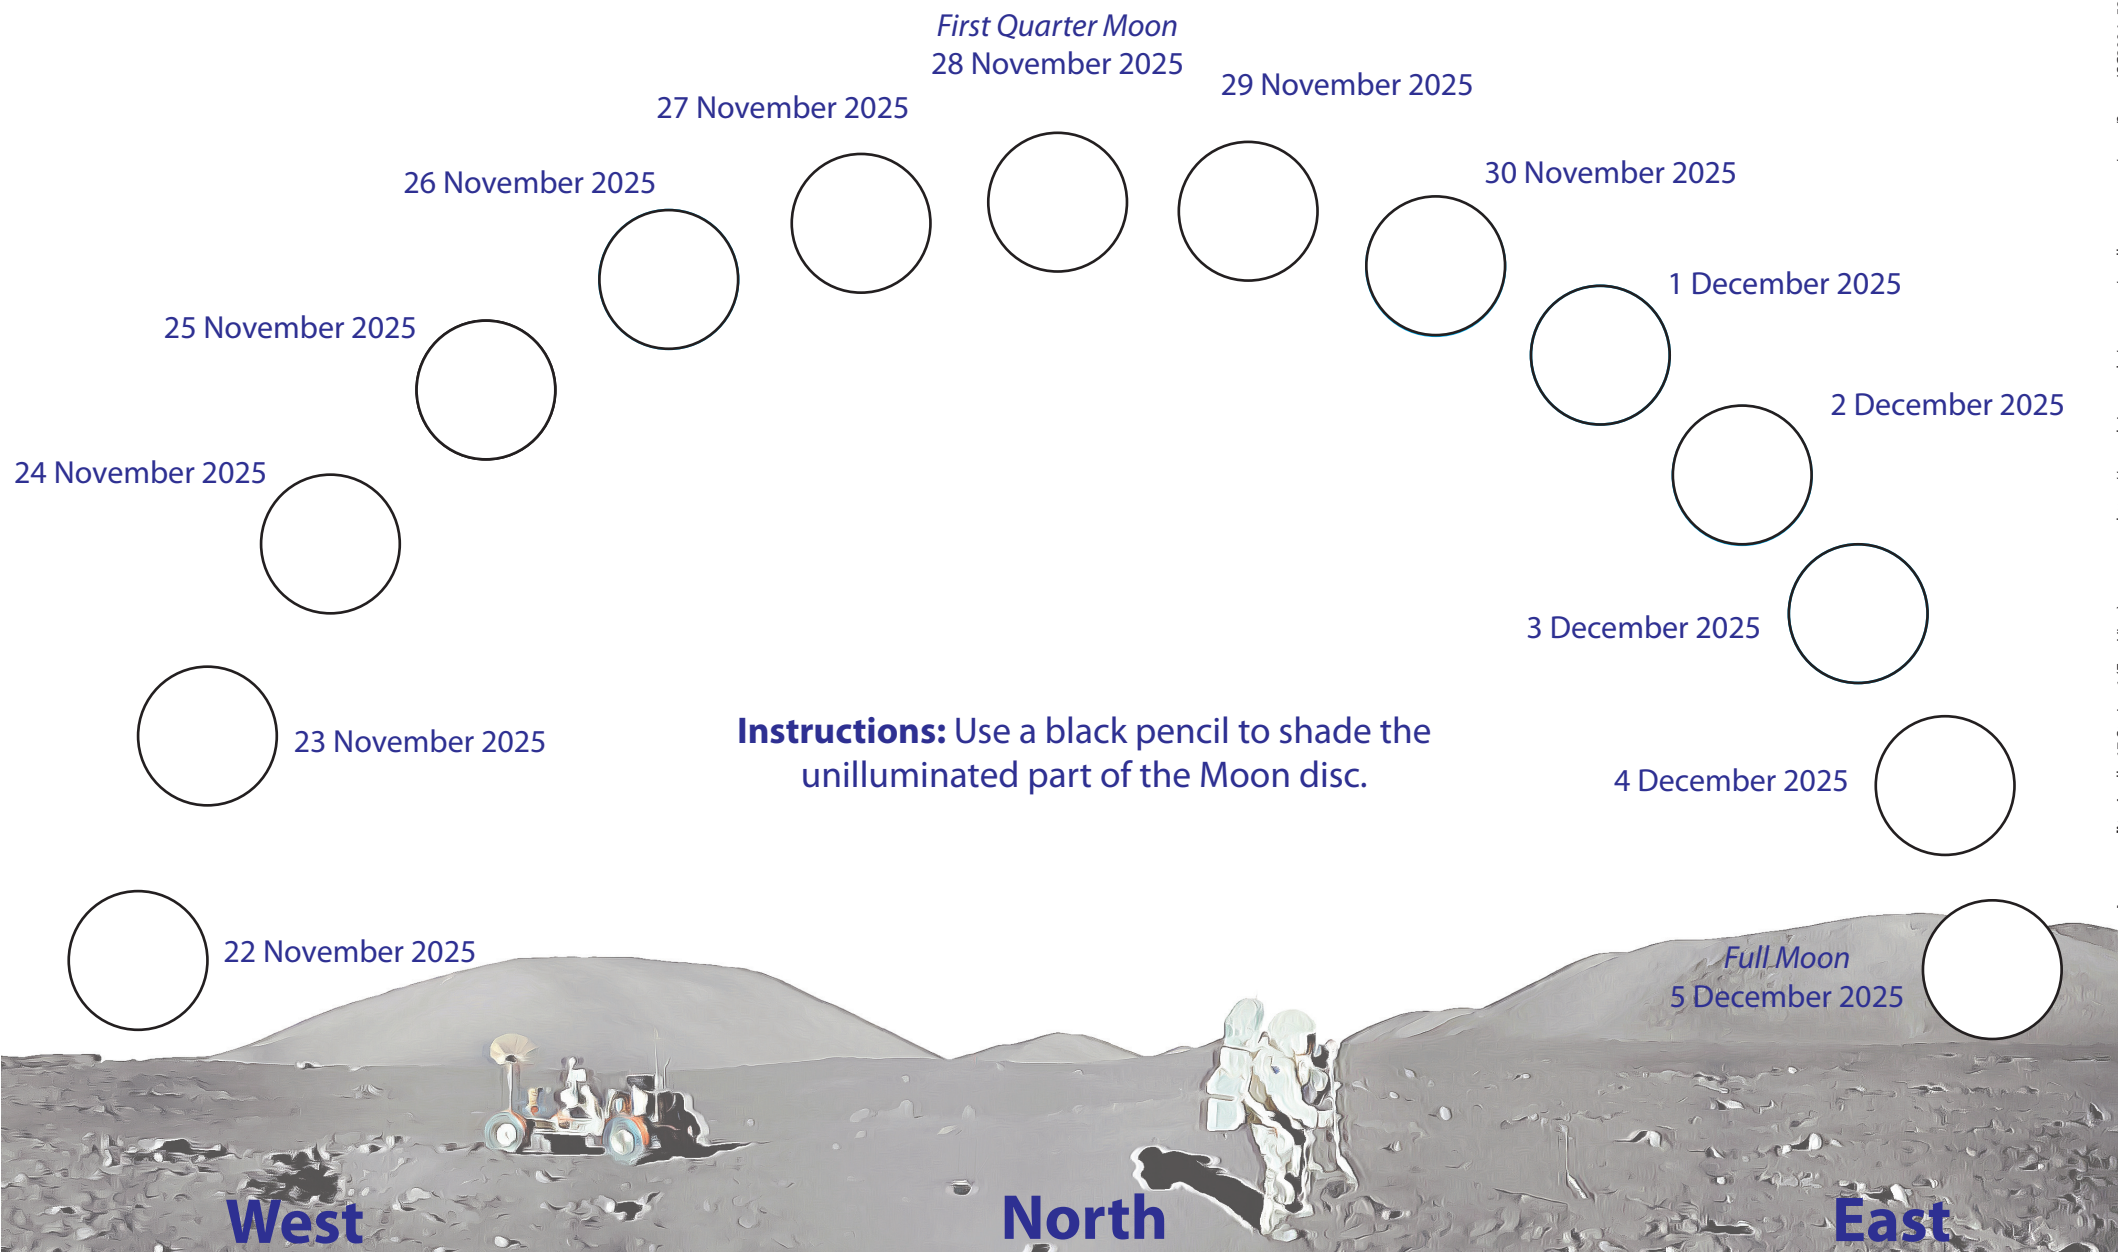 First Quarter Moon
28 November 2025
29 November 2025
27 November 2025
30 November 2025
26 November 2025
1 December 2025
25 November 2025
2 December 2025
24 November 2025
3 December 2025
Instructions: Use a black pencil to shade the
unilluminated part of the Moon disc.
23 November 2025
4 December 2025
22 November 2025
Full Moon
5 December 2025
West
North
East